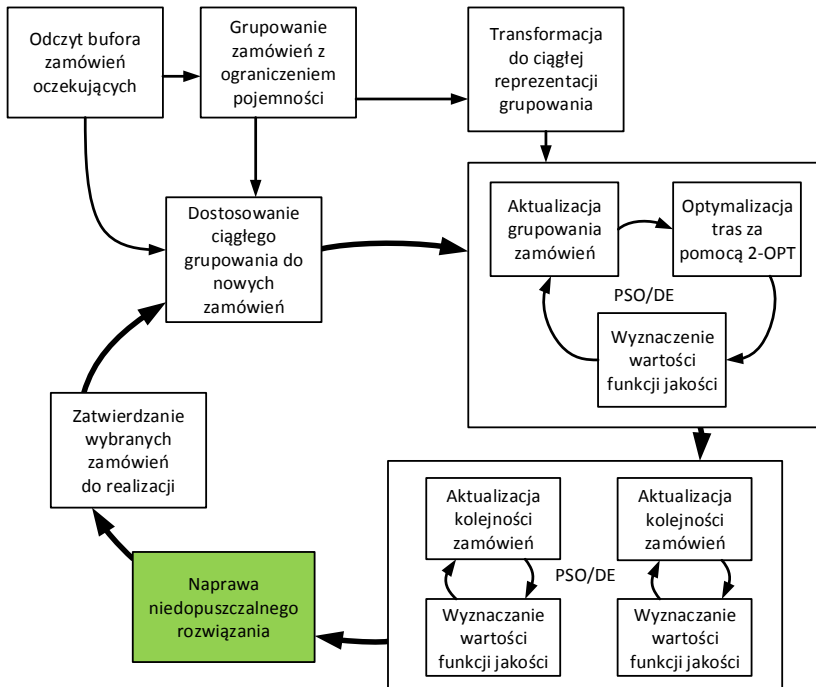 Odczyt bufora
zamówień
oczekujących
Grupowanie
zamówień z
ograniczeniem
pojemności
Transformacja
do ciągłej
reprezentacji
grupowania
Dostosowanie
ciągłego
grupowania do
nowych
zamówień
Aktualizacja
grupowania
zamówień
Optymalizacja
tras za
pomocą 2-OPT
PSO/DE
Wyznaczenie
wartości
funkcji jakości
Zatwierdzanie
wybranych
zamówień
do realizacji
Aktualizacja
kolejności
zamówień
Aktualizacja
kolejności
zamówień
PSO/DE
Wyznaczanie
wartości
funkcji jakości
Wyznaczanie
wartości
funkcji jakości
Naprawa
niedopuszczalnego
rozwiązania